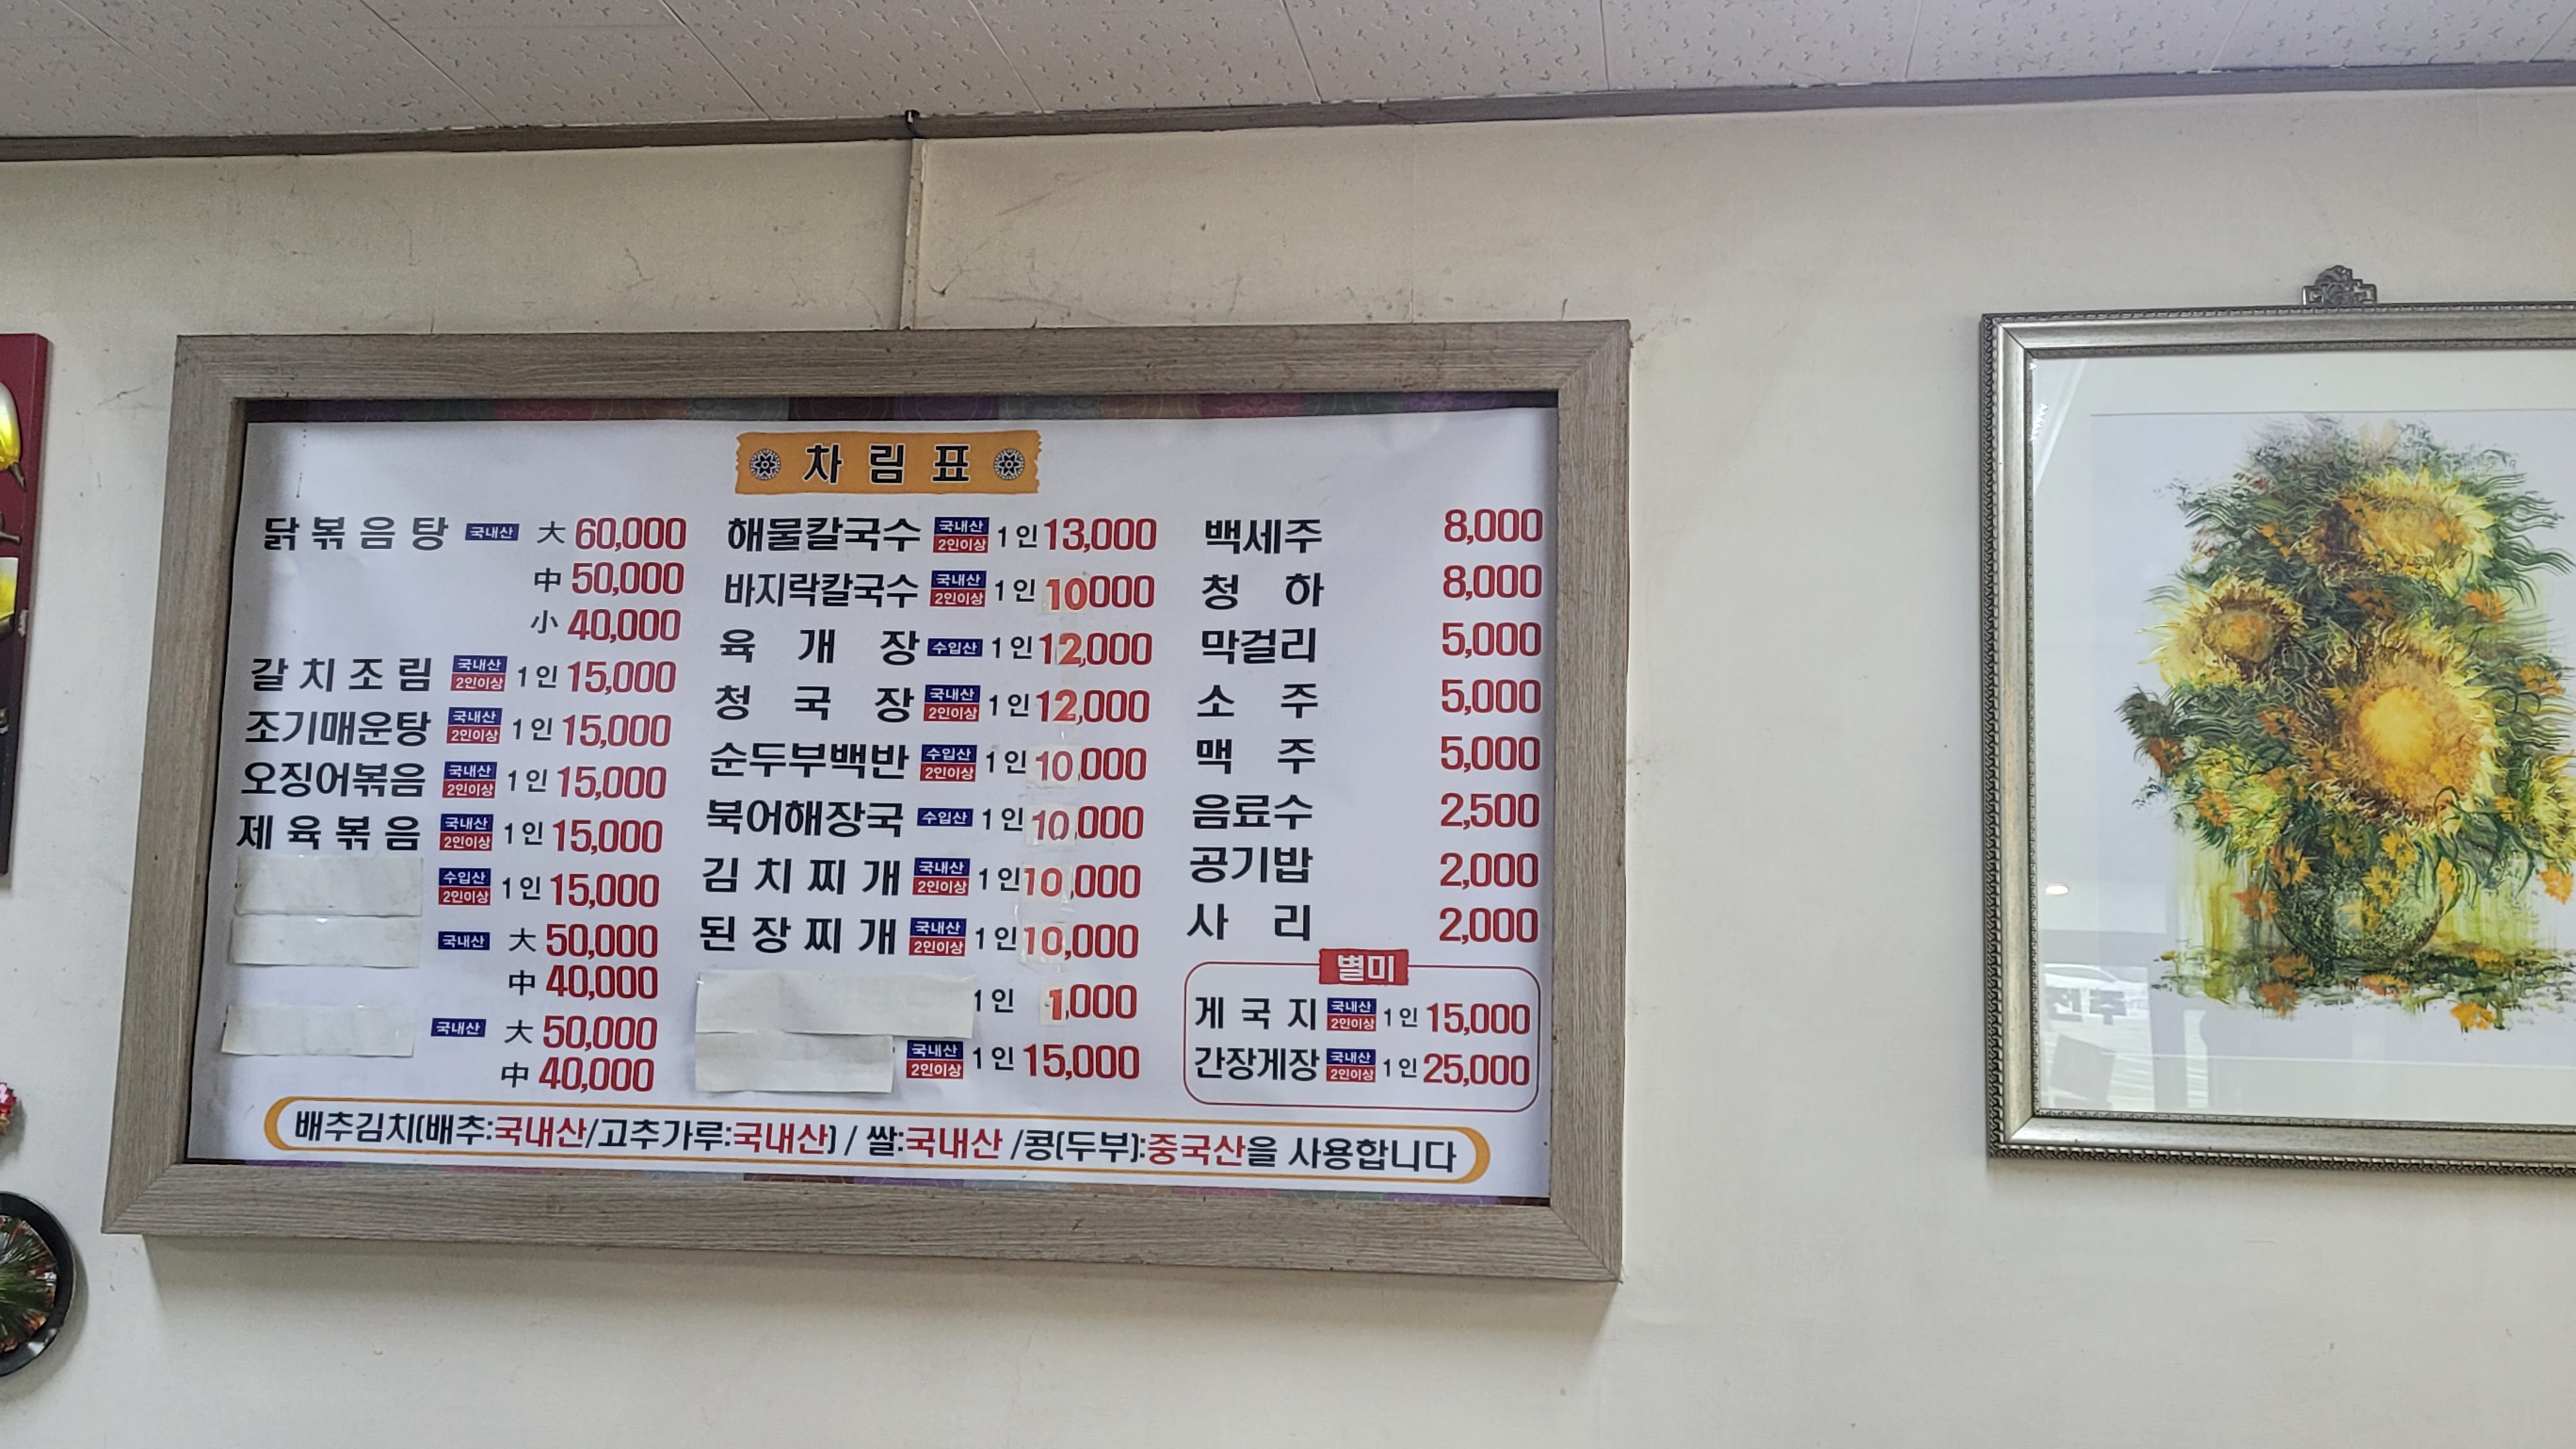 차림표
닭볶음탕 국내산 大 60,000
中 50,000
小 40,000
갈치조림 국내산 2인이상 1인 15,000
조기매운탕 국내산 2인이상 1인 15,000
오징어볶음 국내산 2인이상 1인 15,000
제육볶음 국내산 2인이상 1인 15,000
수입산 2인이상 1인 15,000
국내산 大 50,000
中 40,000
국내산 大 50,000
中 40,000
해물칼국수 국내산 2인이상 1인 13,000
바지락칼국수 국내산 2인이상 1인 10000
육개장 수입산 1인 12,000
청국장 국내산 2인이상 1인 12,000
순두부백반 수입산 2인이상 1인 10,000
북어해장국 수입산 1인 10,000
김치찌개 국내산 2인이상 1인 10,000
된장찌개 국내산 2인이상 1인 10,000
1인 1,000
국내산 2인이상 1인 15,000
백세주 8,000
청하 8,000
막걸리 5,000
소주 5,000
맥주 5,000
음료수 2,500
공기밥 2,000
사리 2,000
별미
게국지 국내산 2인이상 1인 15,000
간장게장 국내산 2인이상 1인 25,000
배추김치(배추:국내산/고추가루:국내산) / 쌀:국내산 /콩(두부):중국산을 사용합니다